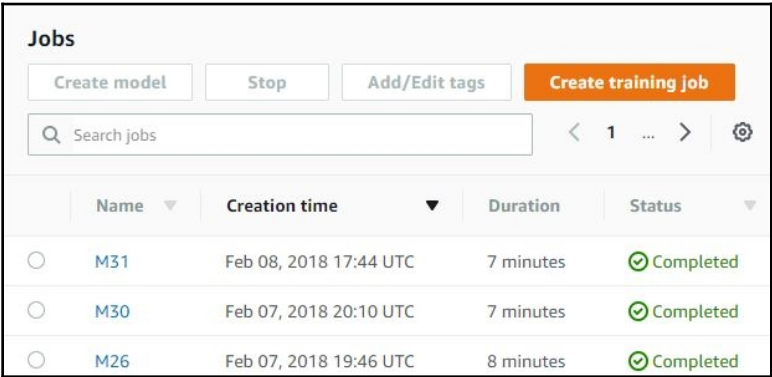 Jobs
Create model Stop Add/Edit tags Create training job
Search jobs 1 ...
Name Creation time Duration Status
M31 Feb 08, 2018 17:44 UTC 7 minutes Completed
M30 Feb 07, 2018 20:10 UTC 7 minutes Completed
M26 Feb 07, 2018 19:46 UTC 8 minutes Completed